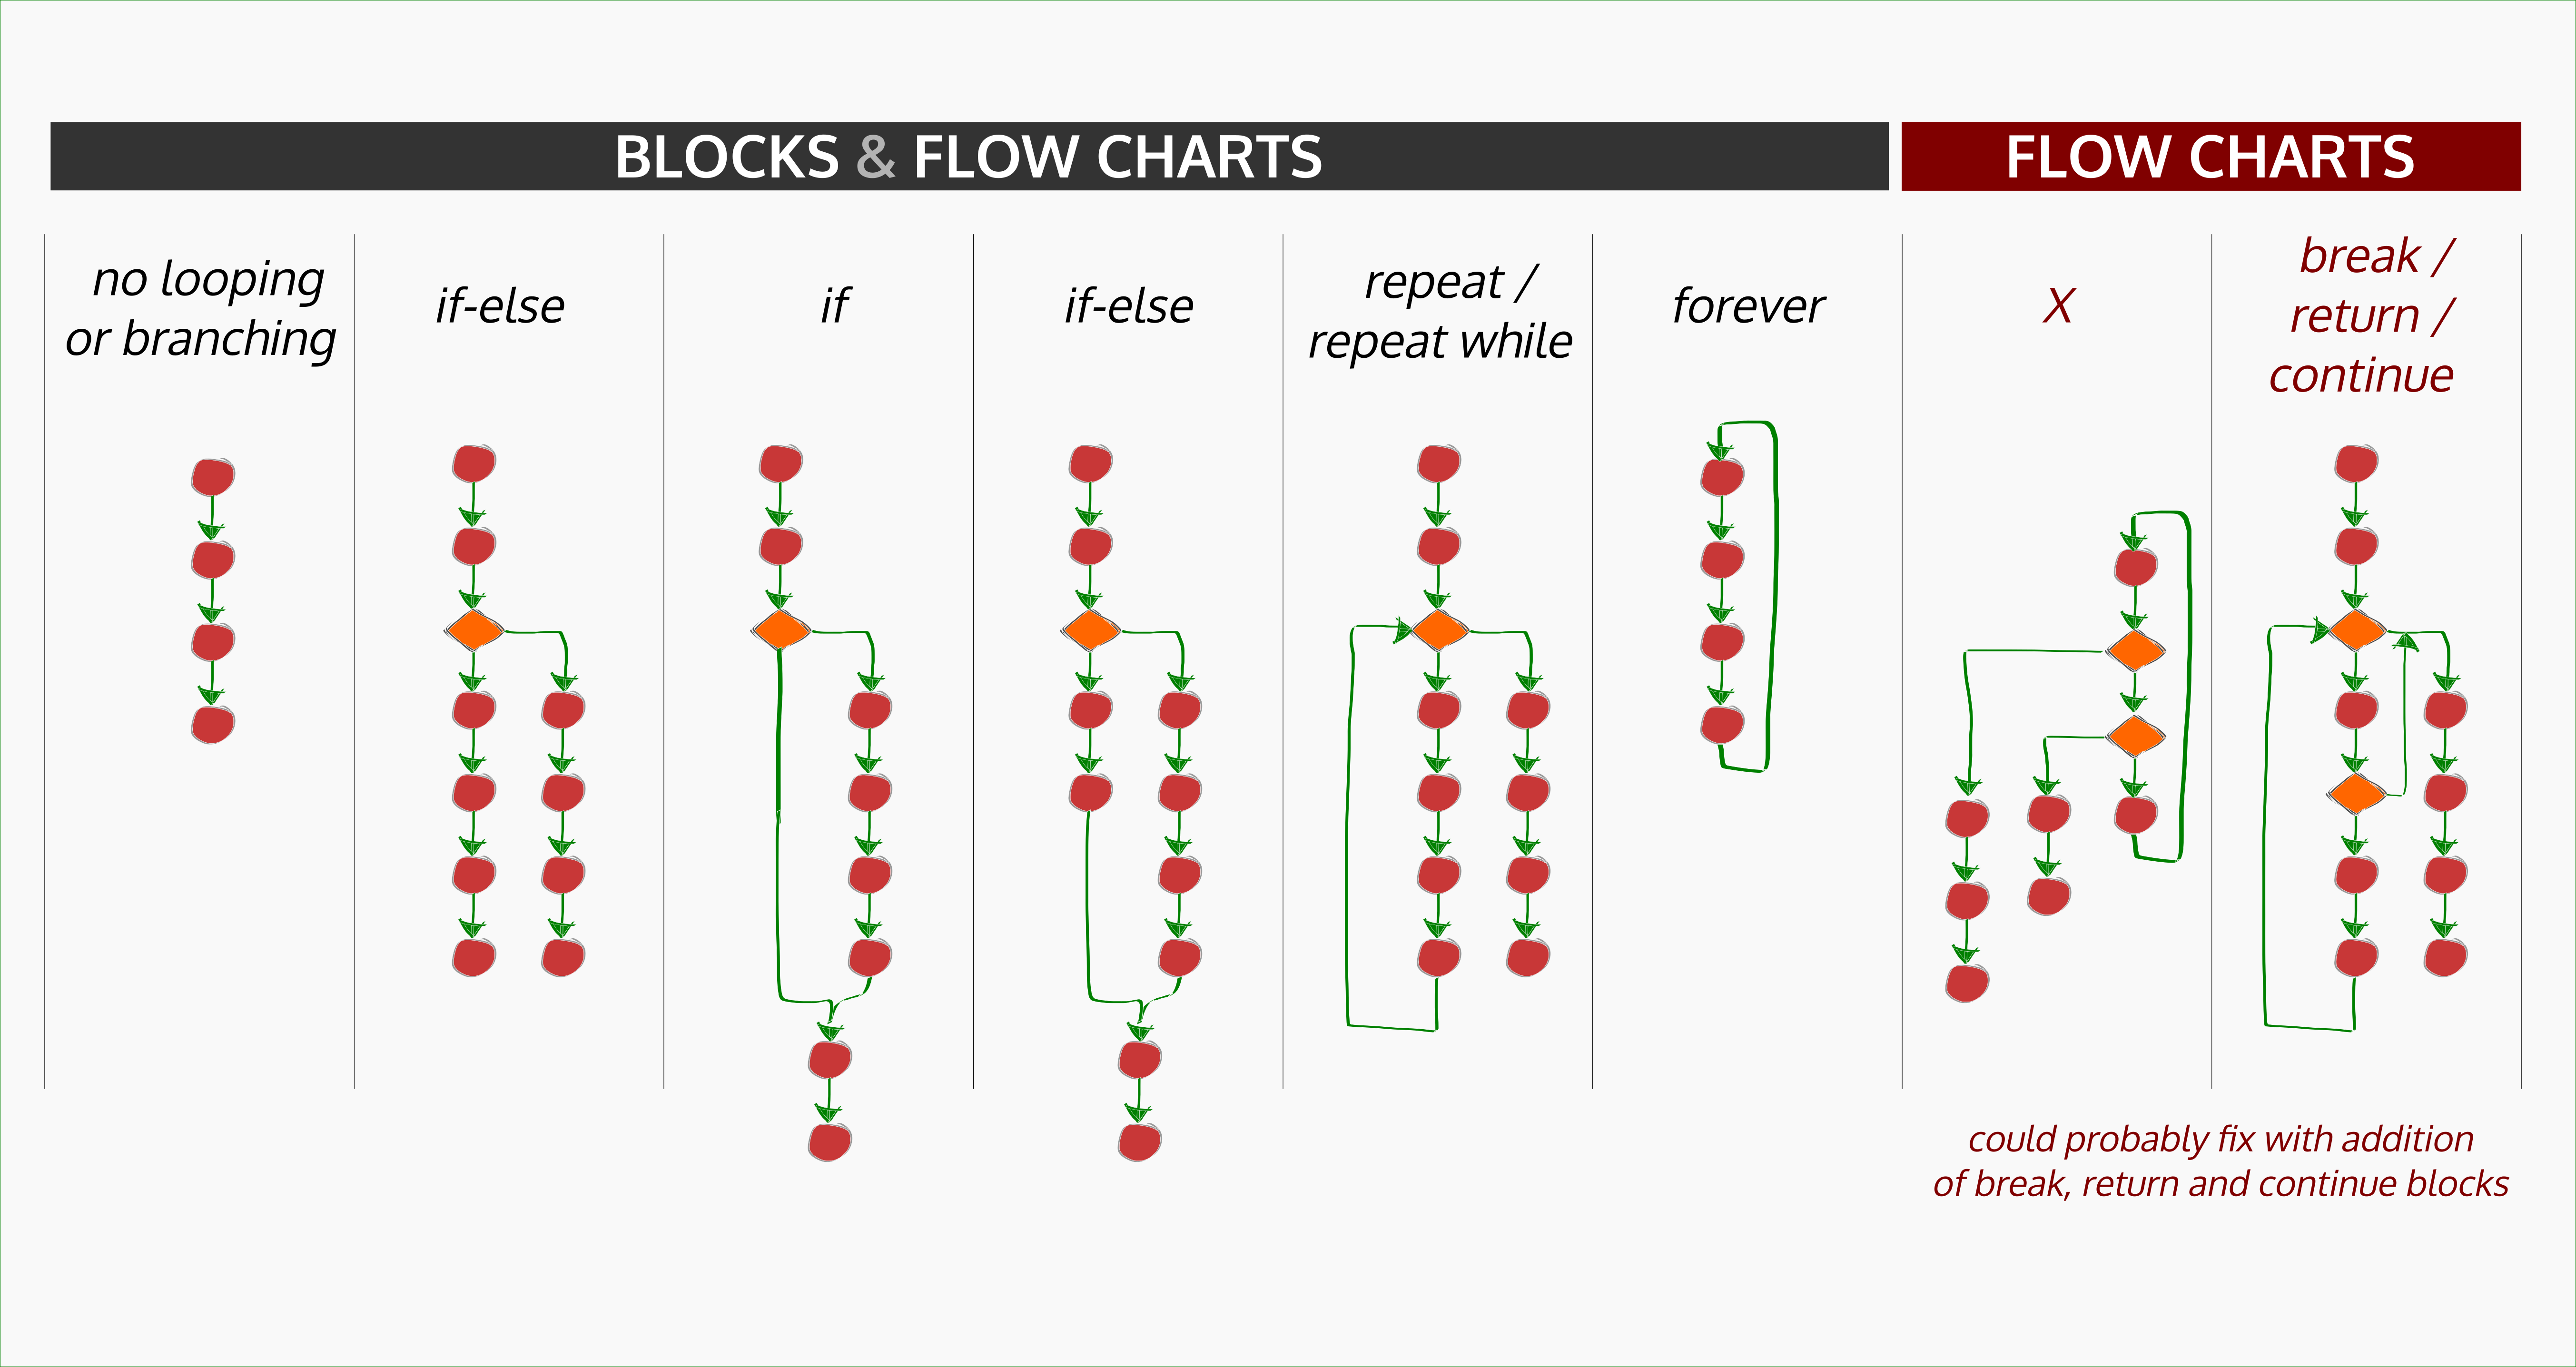 BLOCKS & FLOW CHARTS
FLOW CHARTS
no looping
or branching
if-else
if
if-else
repeat /
repeat while
forever
X
break /
return /
continue
could probably fix with addition
of break, return and continue blocks